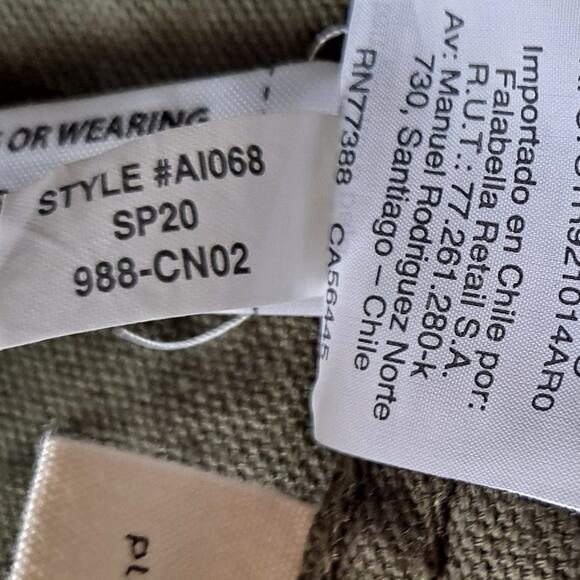 OR WEARING
STYLE #AI068
SP20
988-CN02
Importado en Chile por:
Falabella Retail S.A.
R.U.T.: 77.261.280-k
Av: Manuel Rodriguez Norte
730, Santiago – Chile
RN77388 CA56445